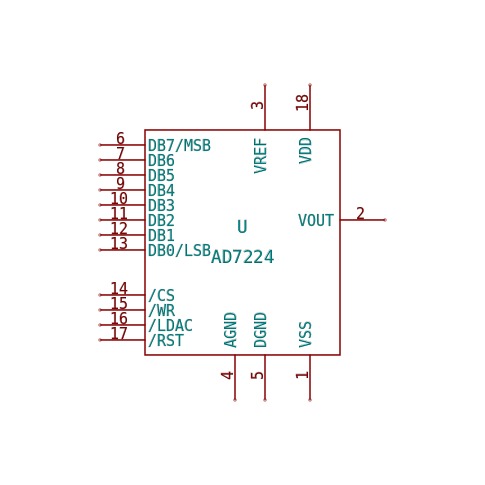 3
18
VREF
VDD
6 DB7/MSB
7 DB6
8 DB5
9 DB4
10 DB3
11 DB2
12 DB1
13 DB0/LSB
VOUT 2
U
AD7224
14 /CS
15 /WR
16 /LDAC
17 /RST
AGND
DGND
VSS
4
5
1